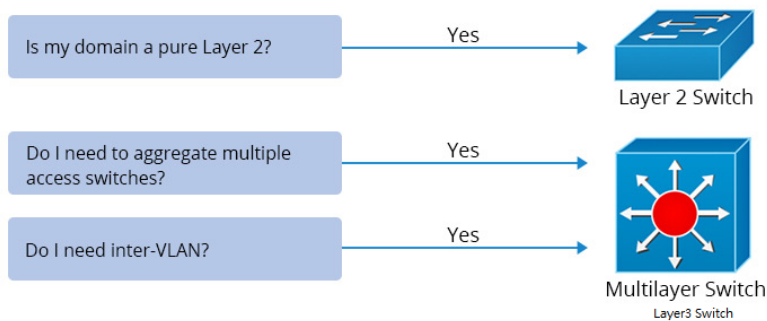 Is my domain a pure Layer 2?
Yes
Layer 2 Switch
Do I need to aggregate multiple
access switches?
Yes
Do I need inter-VLAN?
Yes
Multilayer Switch
Layer3 Switch